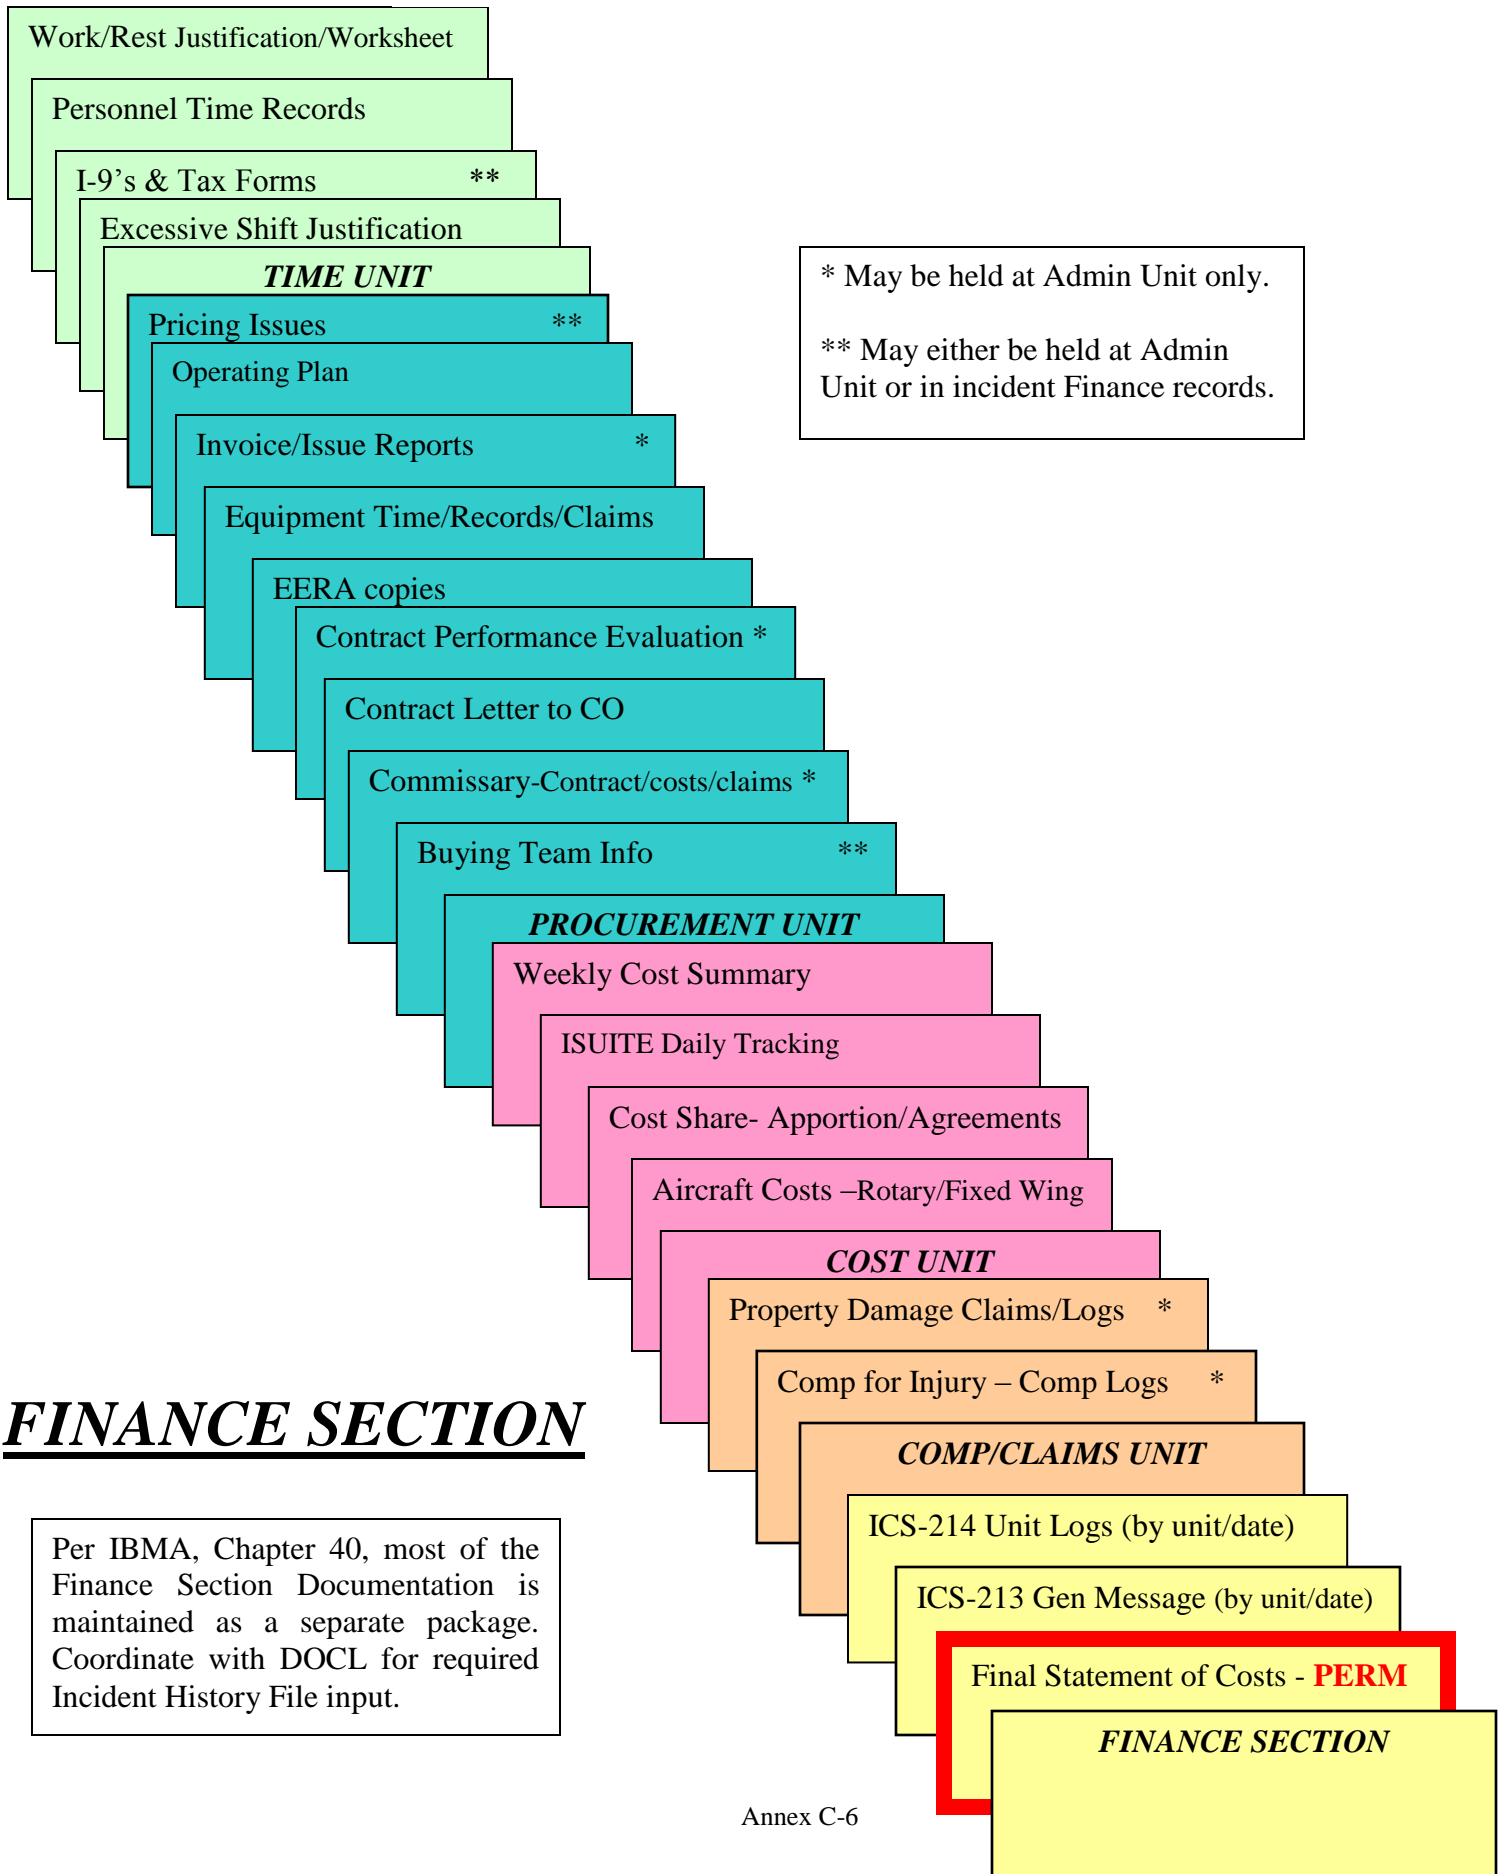 Work/Rest Justification/Worksheet
Personnel Time Records
I-9’s & Tax Forms **
Excessive Shift Justification
TIME UNIT
Pricing Issues **
Operating Plan
Invoice/Issue Reports *
Equipment Time/Records/Claims
EERA copies
Contract Performance Evaluation *
Contract Letter to CO
Commissary-Contract/costs/claims *
Buying Team Info **
PROCUREMENT UNIT
Weekly Cost Summary
ISUITE Daily Tracking
Cost Share- Apportion/Agreements
Aircraft Costs –Rotary/Fixed Wing
COST UNIT
Property Damage Claims/Logs *
Comp for Injury – Comp Logs *
COMP/CLAIMS UNIT
ICS-214 Unit Logs (by unit/date)
ICS-213 Gen Message (by unit/date)
Final Statement of Costs - PERM
FINANCE SECTION
* May be held at Admin Unit only.
** May either be held at Admin
Unit or in incident Finance records.
FINANCE SECTION
Per IBMA, Chapter 40, most of the
Finance Section Documentation is
maintained as a separate package.
Coordinate with DOCL for required
Incident History File input.
Annex C-6